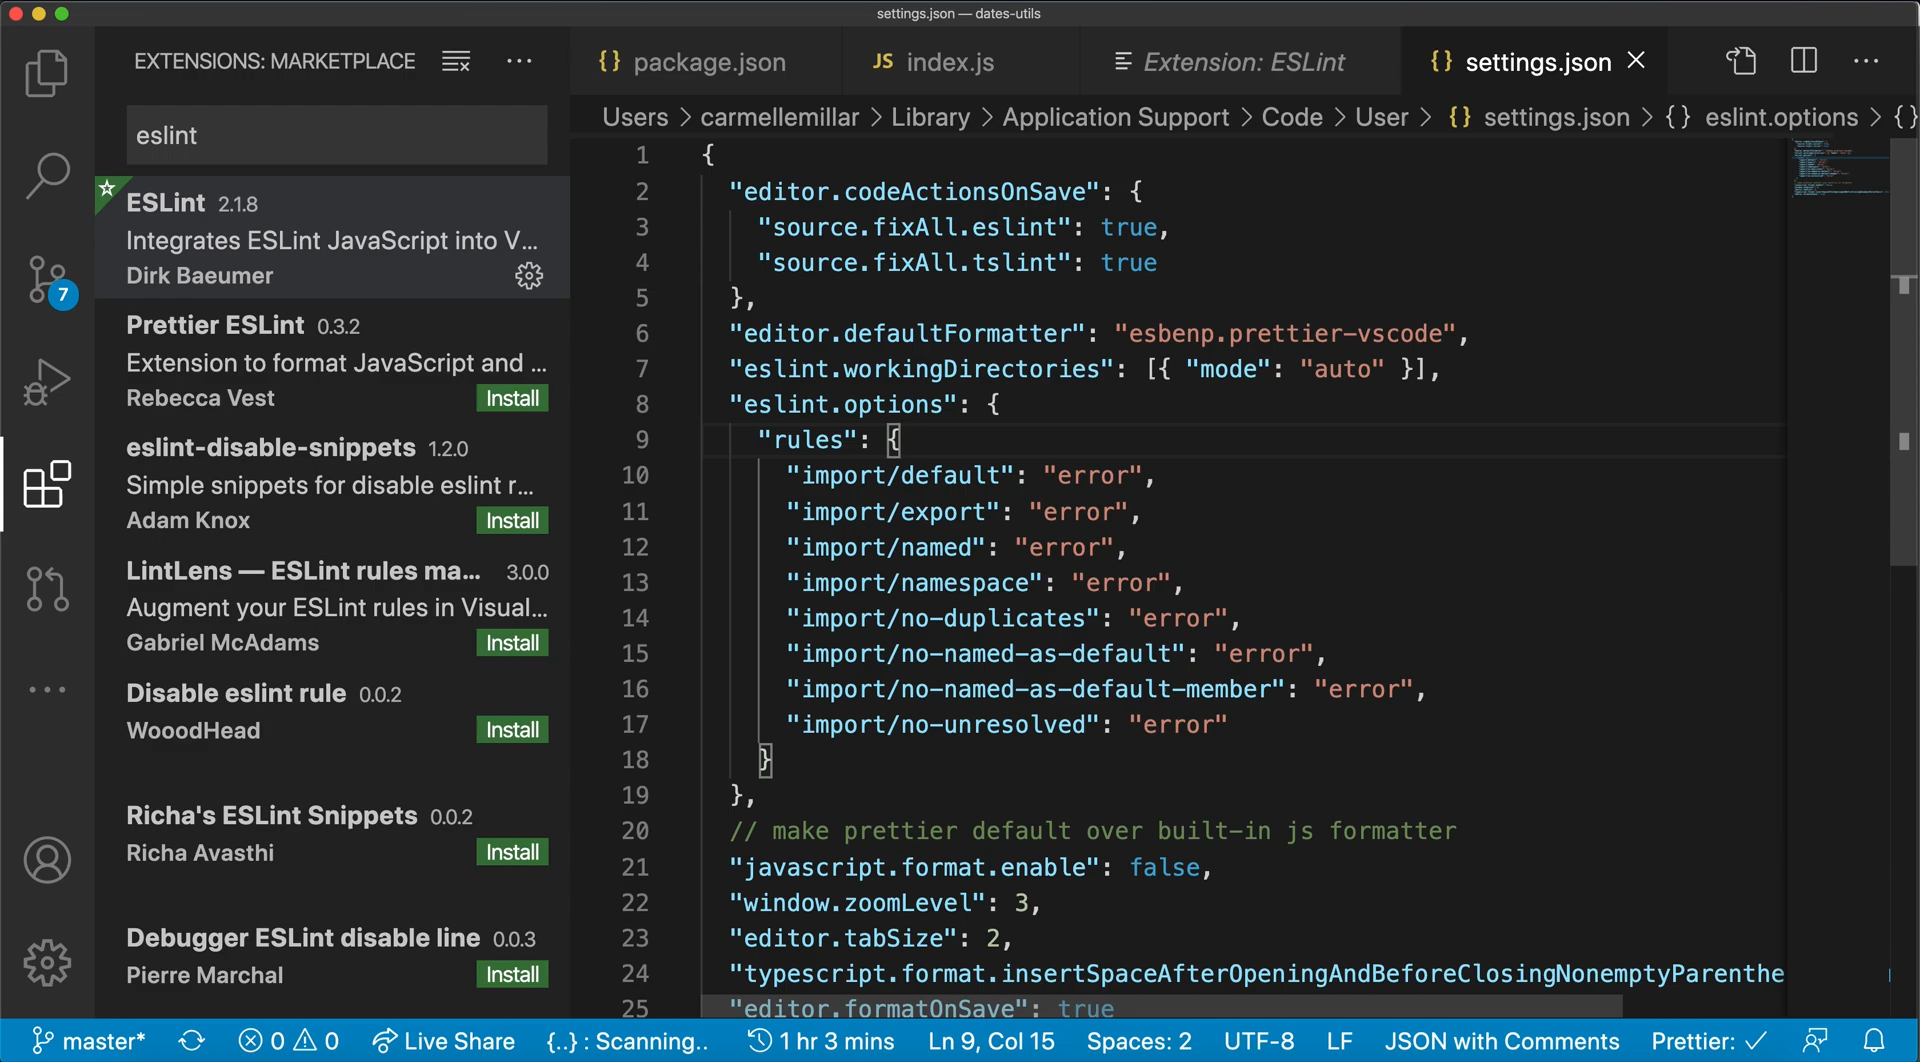 settings.json — dates-utils
EXTENSIONS: MARKETPLACE
eslint
ESLint 2.1.8
Integrates ESLint JavaScript into V...
Dirk Baeumer
Prettier ESLint 0.3.2
Extension to format JavaScript and ...
Rebecca Vest Install
eslint-disable-snippets 1.2.0
Simple snippets for disable eslint r...
Adam Knox Install
LintLens — ESLint rules ma... 3.0.0
Augment your ESLint rules in Visual...
Gabriel McAdams Install
Disable eslint rule 0.0.2
WooodHead Install
Richa's ESLint Snippets 0.0.2
Richa Avasthi Install
Debugger ESLint disable line 0.0.3
Pierre Marchal Install
7
{} package.json JS index.js Extension: ESLint {} settings.json
Users > carmellemillar > Library > Application Support > Code > User > {} settings.json > {} eslint.options > {}
1 {
2 "editor.codeActionsOnSave": {
3 "source.fixAll.eslint": true,
4 "source.fixAll.tslint": true
5 },
6 "editor.defaultFormatter": "esbenp.prettier-vscode",
7 "eslint.workingDirectories": [{ "mode": "auto" }],
8 "eslint.options": {
9 "rules": {
10 "import/default": "error",
11 "import/export": "error",
12 "import/named": "error",
13 "import/namespace": "error",
14 "import/no-duplicates": "error",
15 "import/no-named-as-default": "error",
16 "import/no-named-as-default-member": "error",
17 "import/no-unresolved": "error"
18 }
19 },
20 // make prettier default over built-in js formatter
21 "javascript.format.enable": false,
22 "window.zoomLevel": 3,
23 "editor.tabSize": 2,
24 "typescript.format.insertSpaceAfterOpeningAndBeforeClosingNonemptyParenthe
25 "editor.formatOnSave": true
master* 0 0 Live Share {..} : Scanning.. 1 hr 3 mins Ln 9, Col 15 Spaces: 2 UTF-8 LF JSON with Comments Prettier: ✓